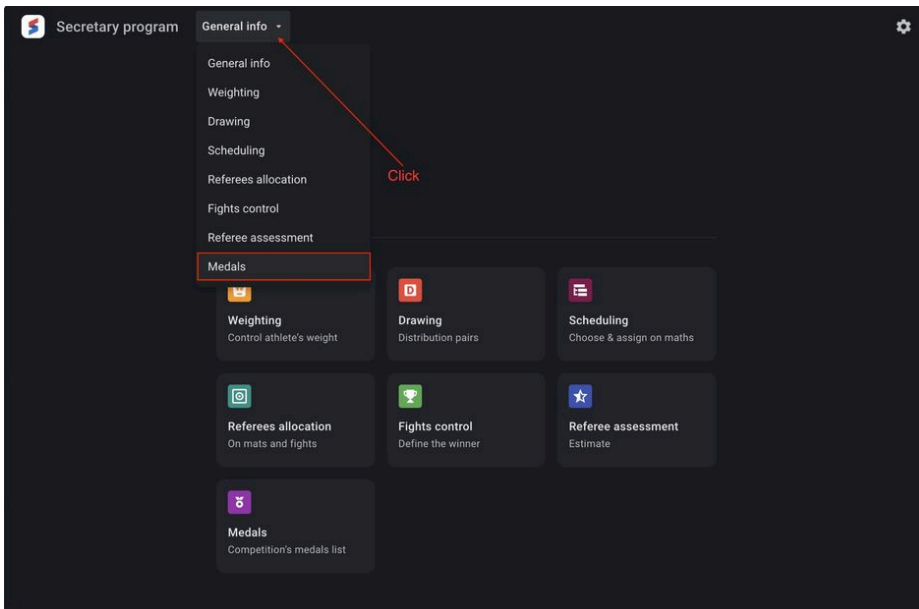 Secretary program
General info
General info
Weighting
Drawing
Scheduling
Referees allocation
Fights control
Referee assessment
Medals
Click
Weighting
Control athlete's weight
D
Drawing
Distribution pairs
Scheduling
Choose & assign on maths
Referees allocation
On mats and fights
Fights control
Define the winner
Referee assessment
Estimate
Medals
Competition's medals list